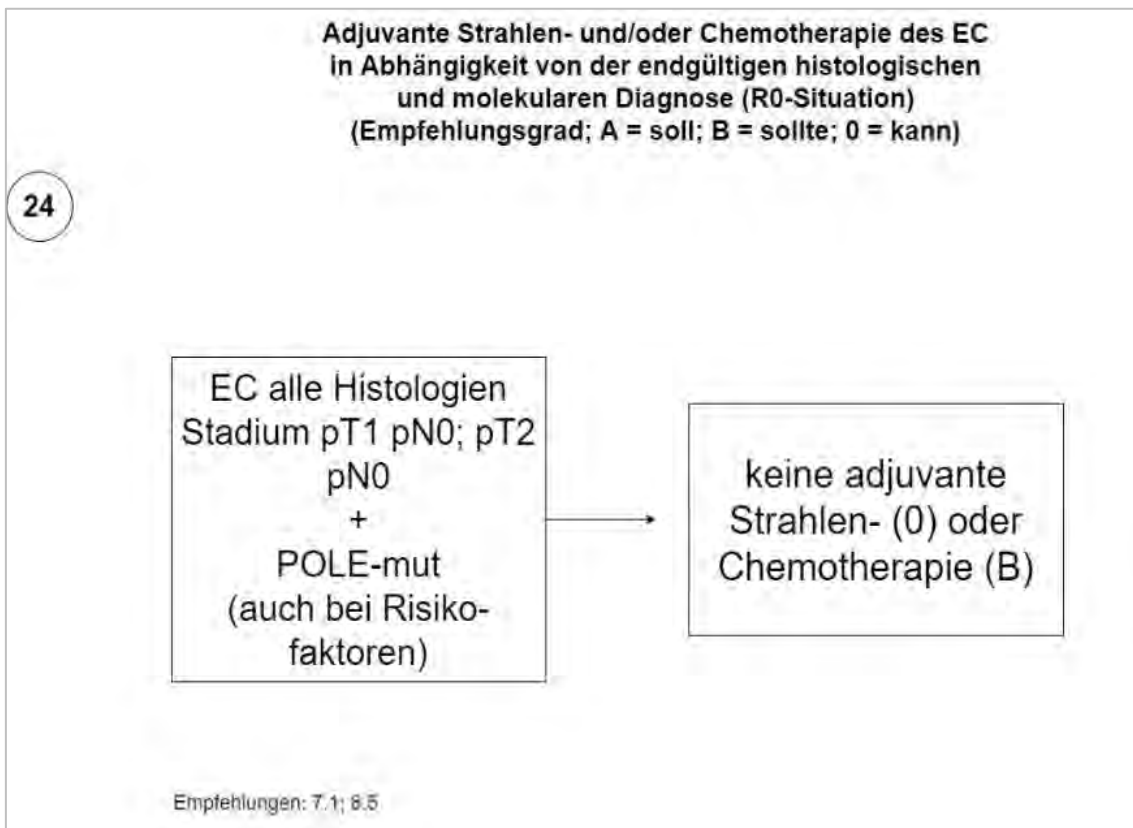 Adjuvante Strahlen- und/oder Chemotherapie des EC
in Abhängigkeit von der endgültigen histologischen
und molekularen Diagnose (R0-Situation)
(Empfehlungsgrad; A = soll; B = sollte; 0 = kann)
24
EC alle Histologien
Stadium pT1 pN0; pT2
pN0
+
POLE-mut
(auch bei Risiko-
faktoren)
keine adjuvante
Strahlen- (0) oder
Chemotherapie (B)
Empfehlungen: 7.1; 8.5